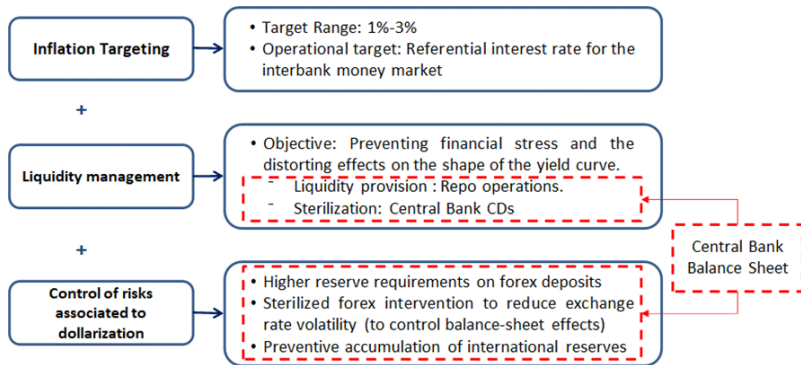 Inflation Targeting
• Target Range: 1%-3%
• Operational target: Referential interest rate for the
interbank money market
+
Liquidity management
• Objective: Preventing financial stress and the
distorting effects on the shape of the yield curve.
- Liquidity provision : Repo operations.
- Sterilization: Central Bank CDs
+
Central Bank
Balance Sheet
Control of risks
associated to
dollarization
• Higher reserve requirements on forex deposits
• Sterilized forex intervention to reduce exchange
rate volatility (to control balance-sheet effects)
• Preventive accumulation of international reserves